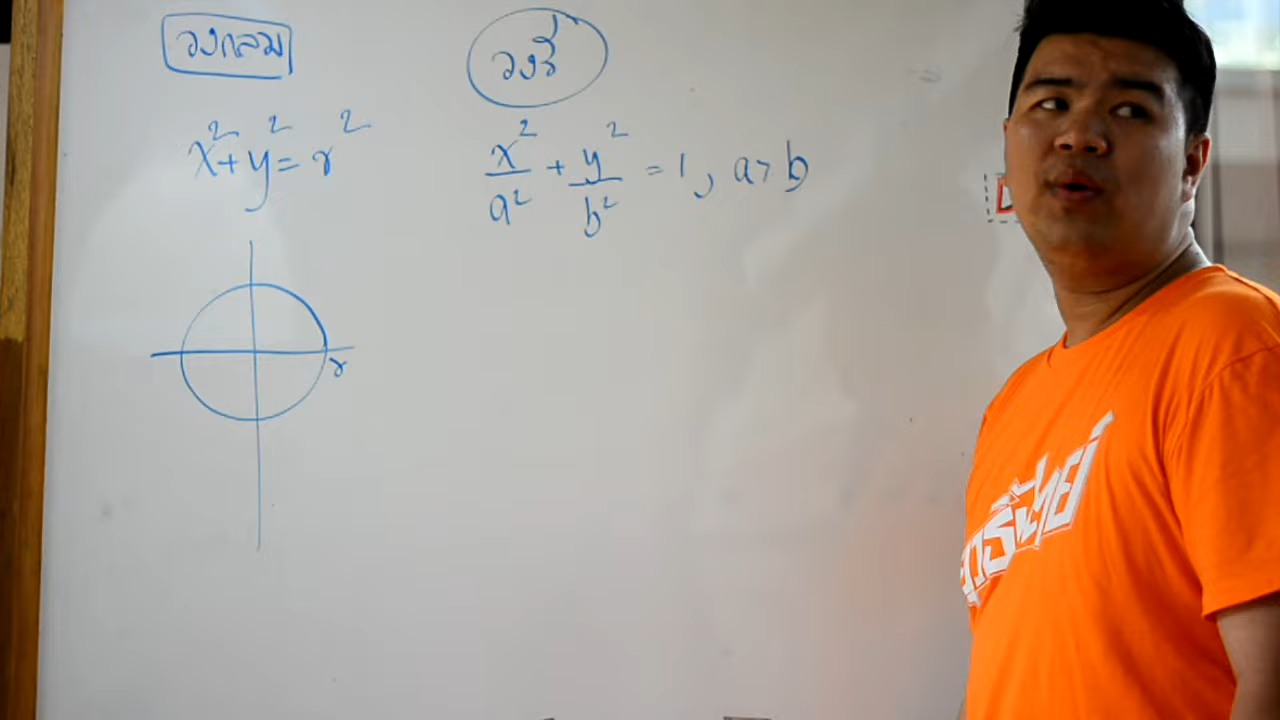 วงกลม
วงรี
x² + y² = r²
x²/a² + y²/b² = 1, a > b
r